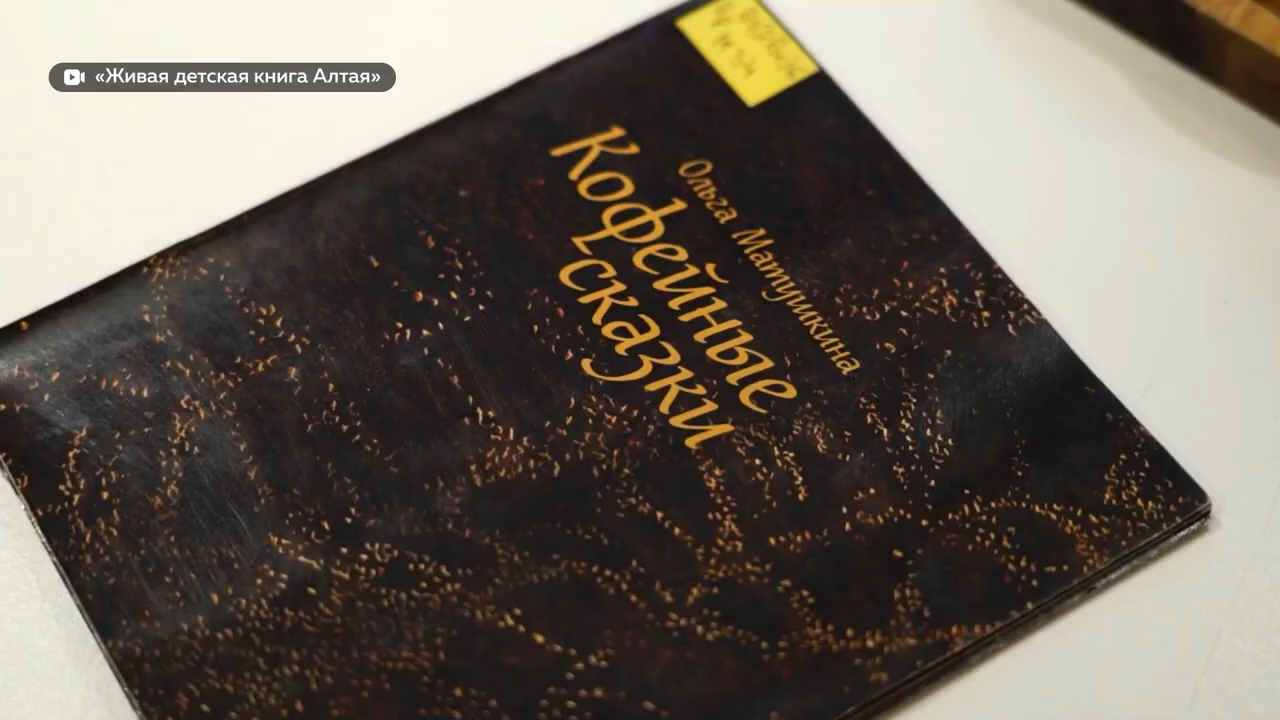 «Живая детская книга Алтая»
Ольга Матушкина
Кофейные
сказки